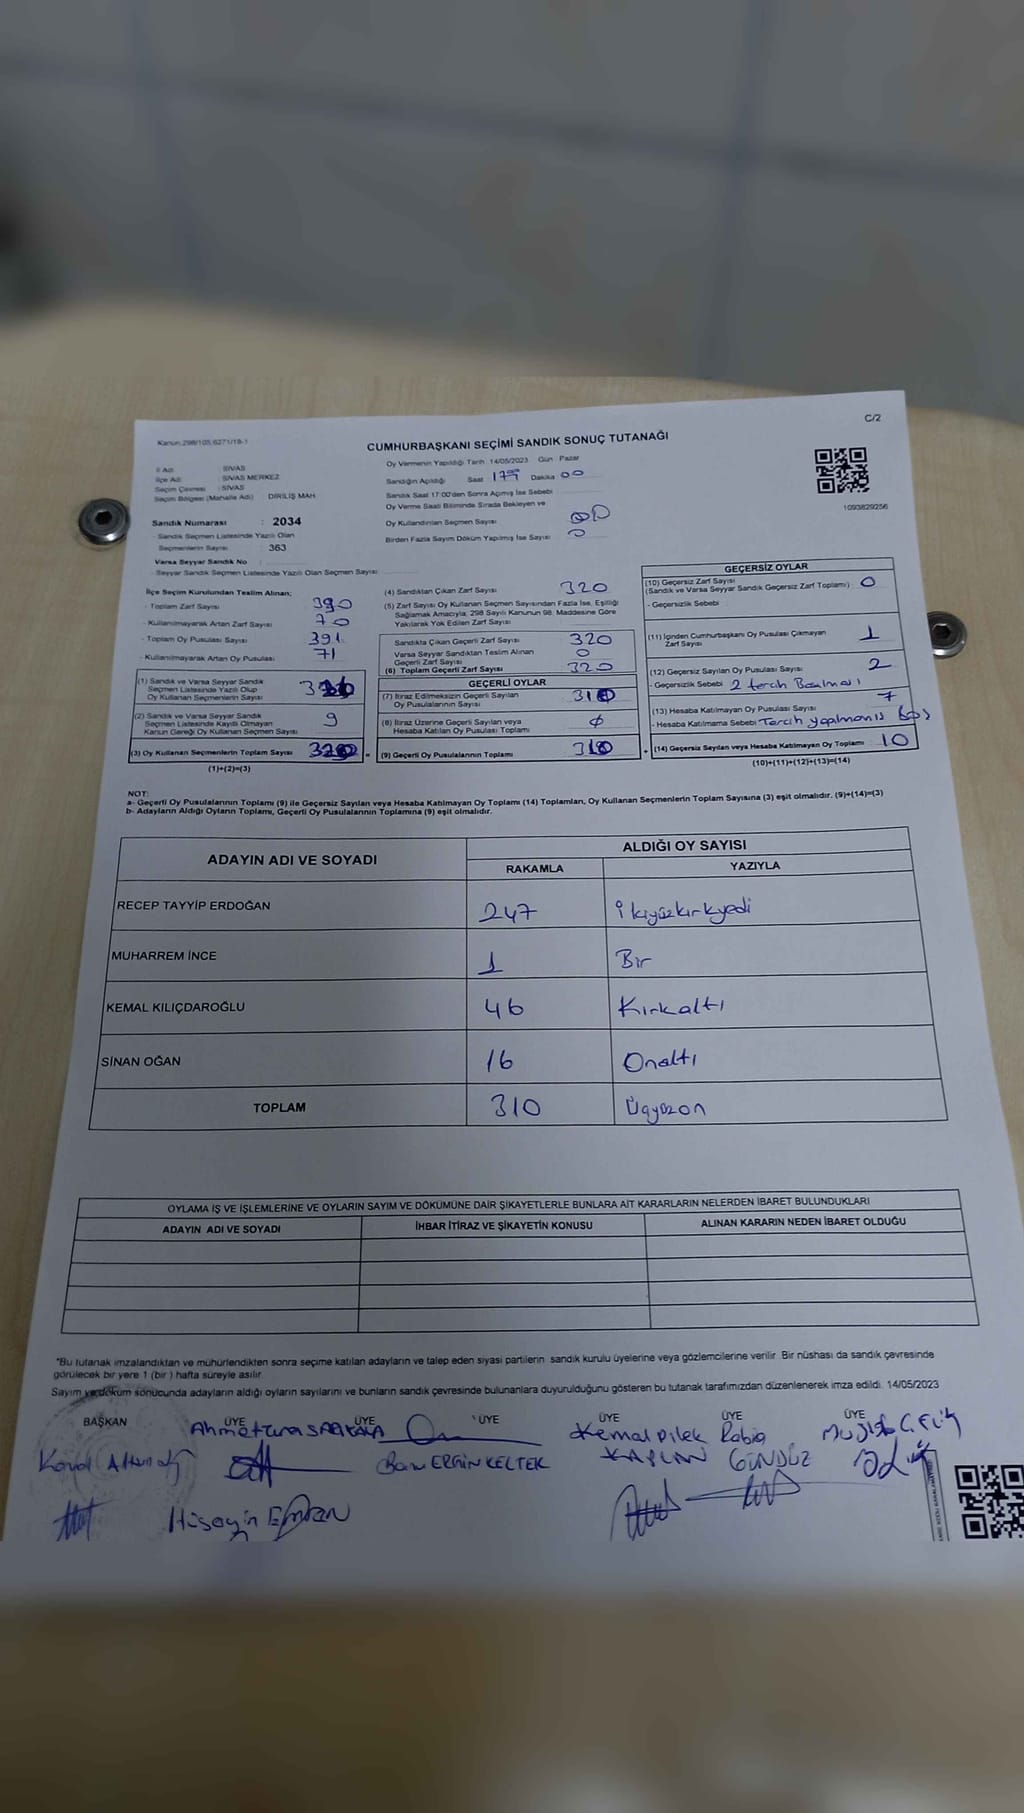 C/2
Kanun 298/105,6271/18-1
CUMHURBAŞKANI SEÇİMİ SANDIK SONUÇ TUTANAĞI
İl Adı : SİVAS
İlçe Adı : SİVAS MERKEZ
Seçim Çevresi : SİVAS
Seçim Bölgesi (Mahalle Adı) DİRİLİŞ MAH
Sandık Numarası : 2034
- Sandık Seçmen Listesinde Yazılı Olan
Seçmenlerin Sayısı : 363
Varsa Seyyar Sandık No :
- Seyyar Sandık Seçmen Listesinde Yazılı Olan Seçmen Sayısı
Oy Vermenin Yapıldığı Tarih : 14/05/2023 Gün : Pazar
Sandığın Açıldığı Saat Dakika 00
Sandık Saat 17:00'den Sonra Açmış İse Sebebi
Oy Verme Saati Bitiminde Sırada Bekleyen ve
Oy Kullandırılan Seçmen Sayısı
Birden Fazla Sayım Döküm Yapılmış İse Sayısı 0
1093829256
İlçe Seçim Kurulundan Teslim Alınan;
- Toplam Zarf Sayısı 390
- Kullanılmayarak Artan Zarf Sayısı 70
- Toplam Oy Pusulası Sayısı 391
- Kullanılmayarak Artan Oy Pusulası 71
(1) Sandık ve Varsa Seyyar Sandık
Seçmen Listesinde Yazılı Olup
Oy Kullanan Seçmenlerin Sayısı
(2) Sandık ve Varsa Seyyar Sandık
Seçmen Listesinde Kayıtlı Olmayan
Kanun Gereği Oy Kullanan Seçmen Sayısı 9
(3) Oy Kullanan Seçmenlerin Toplam Sayısı =
(1)+(2)=(3)
(4) Sandıktan Çıkan Zarf Sayısı 320
(5) Zarf Sayısı Oy Kullanan Seçmen Sayısından Fazla İse, Eşitliği
Sağlamak Amacıyla, 298 Sayılı Kanunun 98. Maddesine Göre
Yakılarak Yok Edilen Zarf Sayısı
Sandıkta Çıkan Geçerli Zarf Sayısı 320
Varsa Seyyar Sandıktan Teslim Alınan
Geçerli Zarf Sayısı 0
(6) Toplam Geçerli Zarf Sayısı 320
GEÇERLİ OYLAR
(7) İtiraz Edilmeksizin Geçerli Sayılan
Oy Pusulalarının Sayısı 310
(8) İtiraz Üzerine Geçerli Sayılan veya
Hesaba Katılan Oy Pusulası Toplamı
(9) Geçerli Oy Pusulalarının Toplamı 310 +
GEÇERSİZ OYLAR
(10) Geçersiz Zarf Sayısı
(Sandık ve Varsa Seyyar Sandık Geçersiz Zarf Toplamı) 0
- Geçersizlik Sebebi
(11) İçinden Cumhurbaşkanı Oy Pusulası Çıkmayan
Zarf Sayısı 1
(12) Geçersiz Sayılan Oy Pusulası Sayısı 2
- Geçersizlik Sebebi 2 tercih
(13) Hesaba Katılmayan Oy Pusulası Sayısı 7
- Hesaba Katılmama Sebebi Tercih yapılmamış Boş
(14) Geçersiz Sayılan veya Hesaba Katılmayan Oy Toplamı 10
(10)+(11)+(12)+(13)=(14)
NOT:
a- Geçerli Oy Pusulalarının Toplamı (9) ile Geçersiz Sayılan veya Hesaba Katılmayan Oy Toplamı (14) Toplamları, Oy Kullanan Seçmenlerin Toplam Sayısına (3) eşit olmalıdır. (9)+(14)=(3)
b- Adayların Aldığı Oyların Toplamı, Geçerli Oy Pusulalarının Toplamına (9) eşit olmalıdır.
ADAYIN ADI VE SOYADI ALDIĞI OY SAYISI
RAKAMLA YAZIYLA
RECEP TAYYİP ERDOĞAN 247 İkiyüzkırkyedi
MUHARREM İNCE 1 Bir
KEMAL KILIÇDAROĞLU 46 Kırkaltı
SİNAN OĞAN 16 Onaltı
TOPLAM 310 Üçyüzon
OYLAMA İŞ VE İŞLEMLERİNE VE OYLARIN SAYIM VE DÖKÜMÜNE DAİR ŞİKAYETLERLE BUNLARA AİT KARARLARIN NELERDEN İBARET BULUNDUKLARI
ADAYIN ADI VE SOYADI İHBAR İTİRAZ VE ŞİKAYETİN KONUSU ALINAN KARARIN NEDEN İBARET OLDUĞU
*Bu tutanak imzalandıktan ve mühürlendikten sonra seçime katılan adayların ve talep eden siyasi partilerin sandık kurulu üyelerine veya gözlemcilerine verilir. Bir nüshası da sandık çevresinde
görülecek bir yere 1 (bir) hafta süreyle asılır.
Sayım ve döküm sonucunda adayların aldığı oyların sayılarını ve bunların sandık çevresinde bulunanlara duyurulduğunu gösteren bu tutanak tarafımızdan düzenlenerek imza edildi. 14/05/2023
BAŞKAN ÜYE ÜYE ÜYE ÜYE ÜYE ÜYE
Kemal Dilek Rabia
ERGİN KELTEK KAPLAN GÜNDÜZ
Hüseyin